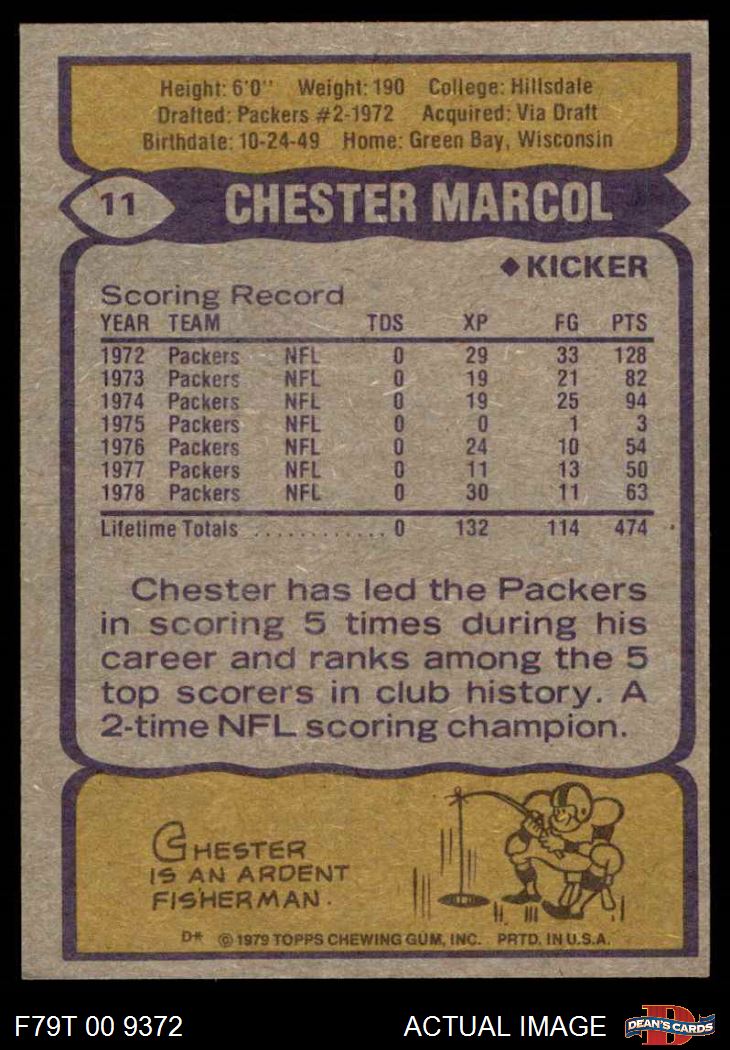 Height: 6'0" Weight: 190 College: Hillsdale
Drafted: Packers #2-1972 Acquired: Via Draft
Birthdate: 10-24-49 Home: Green Bay, Wisconsin
11 CHESTER MARCOL
◆KICKER
Scoring Record
YEAR TEAM TDS XP FG PTS
1972 Packers NFL 0 29 33 128
1973 Packers NFL 0 19 21 82
1974 Packers NFL 0 19 25 94
1975 Packers NFL 0 0 1 3
1976 Packers NFL 0 24 10 54
1977 Packers NFL 0 11 13 50
1978 Packers NFL 0 30 11 63
Lifetime Totals ............ 0 132 114 474
Chester has led the Packers
in scoring 5 times during his
career and ranks among the 5
top scorers in club history. A
2-time NFL scoring champion.
CHESTER
IS AN ARDENT
FISHERMAN.
D* © 1979 TOPPS CHEWING GUM, INC. PRTD. IN U.S.A.
F79T 00 9372 ACTUAL IMAGE D DEAN'S CARDS